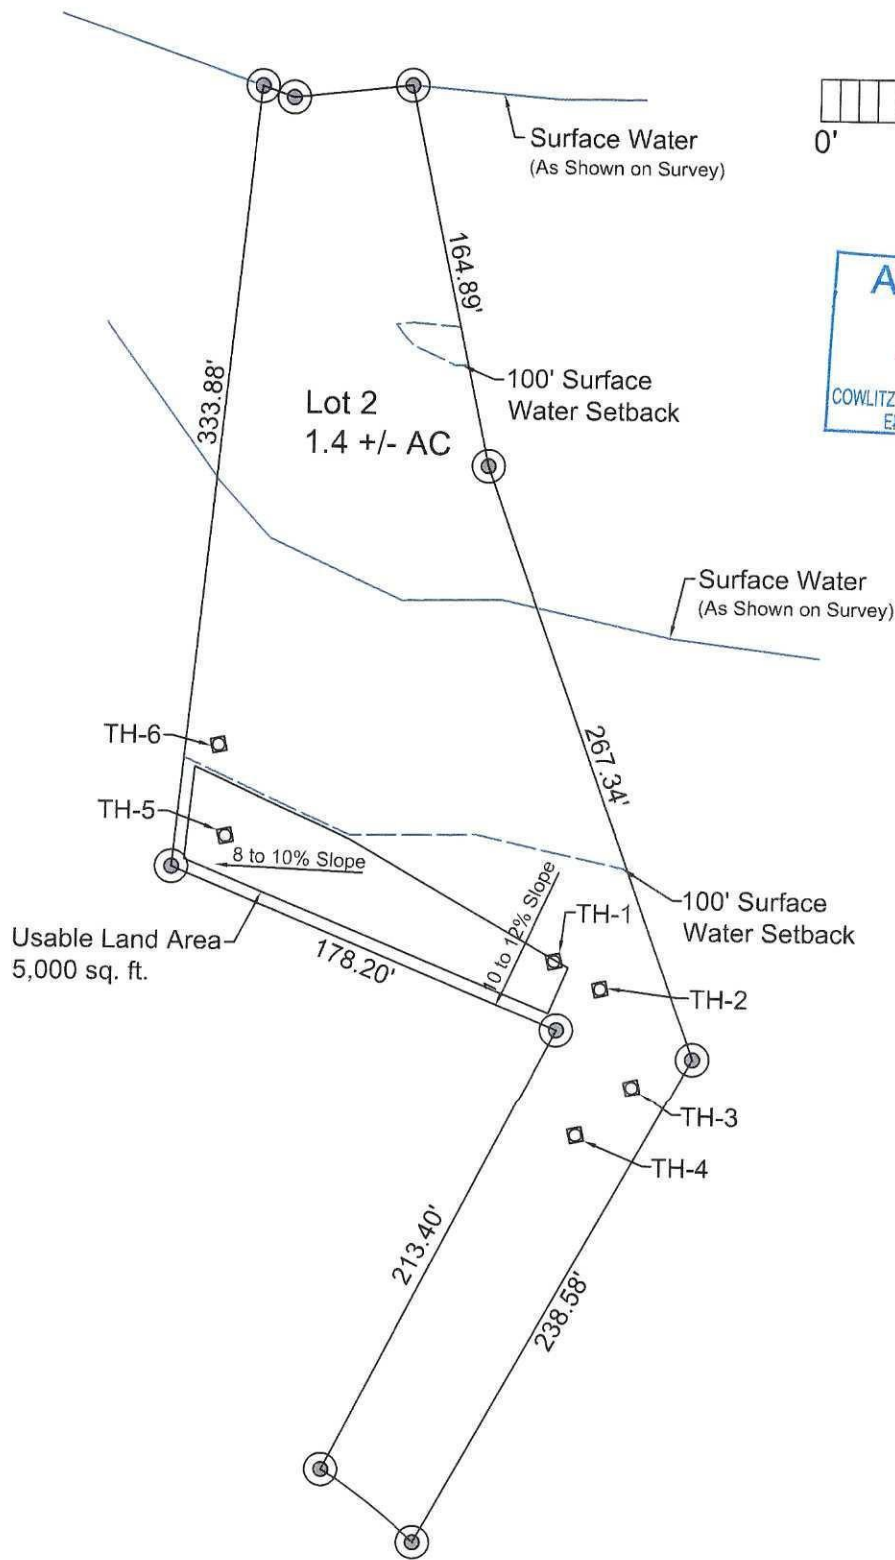 Surface Water
(As Shown on Survey)
0'
A
164.89'
COWLITZ
333.88'
100' Surface
Water Setback
Lot 2
1.4 +/- AC
Surface Water
(As Shown on Survey)
TH-6
267.34'
TH-5
8 to 10% Slope
10 to 12% Slope
100' Surface
Water Setback
TH-1
Usable Land Area
5,000 sq. ft.
178.20'
TH-2
TH-3
TH-4
213.40'
238.58'